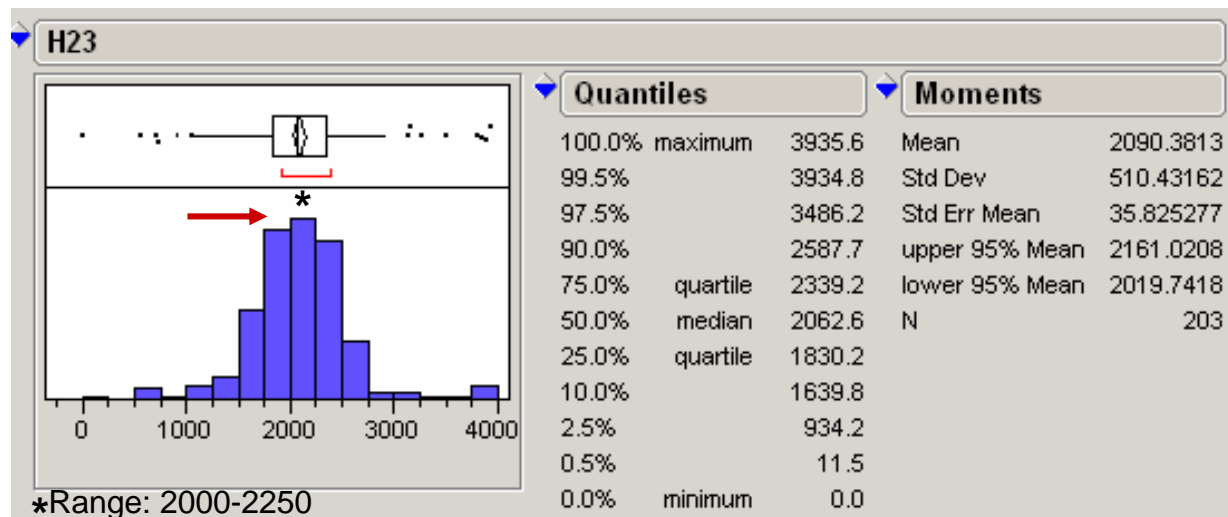 H23
*
0 1000 2000 3000 4000
*Range: 2000-2250
Quantiles
100.0% maximum 3935.6
99.5% 3934.8
97.5% 3486.2
90.0% 2587.7
75.0% quartile 2339.2
50.0% median 2062.6
25.0% quartile 1830.2
10.0% 1639.8
2.5% 934.2
0.5% 11.5
0.0% minimum 0.0
Moments
Mean 2090.3813
Std Dev 510.43162
Std Err Mean 35.825277
upper 95% Mean 2161.0208
lower 95% Mean 2019.7418
N 203